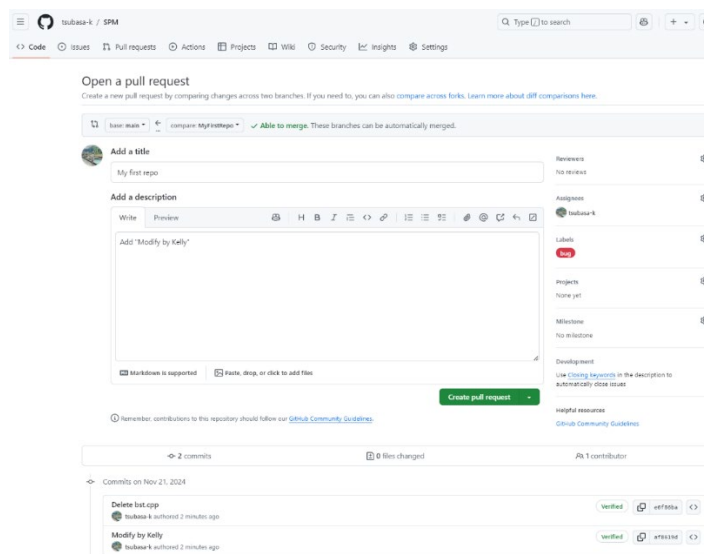 tsubasa-k / SPM
Type / to search
Code Issues Pull requests Actions Projects Wiki Security Insights Settings
Open a pull request
Create a new pull request by comparing changes across two branches. If you need to, you can also compare across forks. Learn more about diff comparisons here.
base: main compare: MyFirstRepo Able to merge. These branches can be automatically merged.
Add a title
My first repo
Add a description
Write Preview
Add "Modify by Kelly"
Markdown is supported Paste, drop, or click to add files
Create pull request
Remember, contributions to this repository should follow our GitHub Community Guidelines.
Reviewers
No reviews
Assignees
tsubasa-k
Labels
bug
Projects
None yet
Milestone
No milestone
Development
Use Closing keywords in the description to
automatically close issues
Helpful resources
GitHub Community Guidelines
2 commits 0 files changed 1 contributor
Commits on Nov 21, 2024
Delete bst.cpp
tsubasa-k authored 2 minutes ago
Verified
Modify by Kelly
tsubasa-k authored 2 minutes ago
Verified